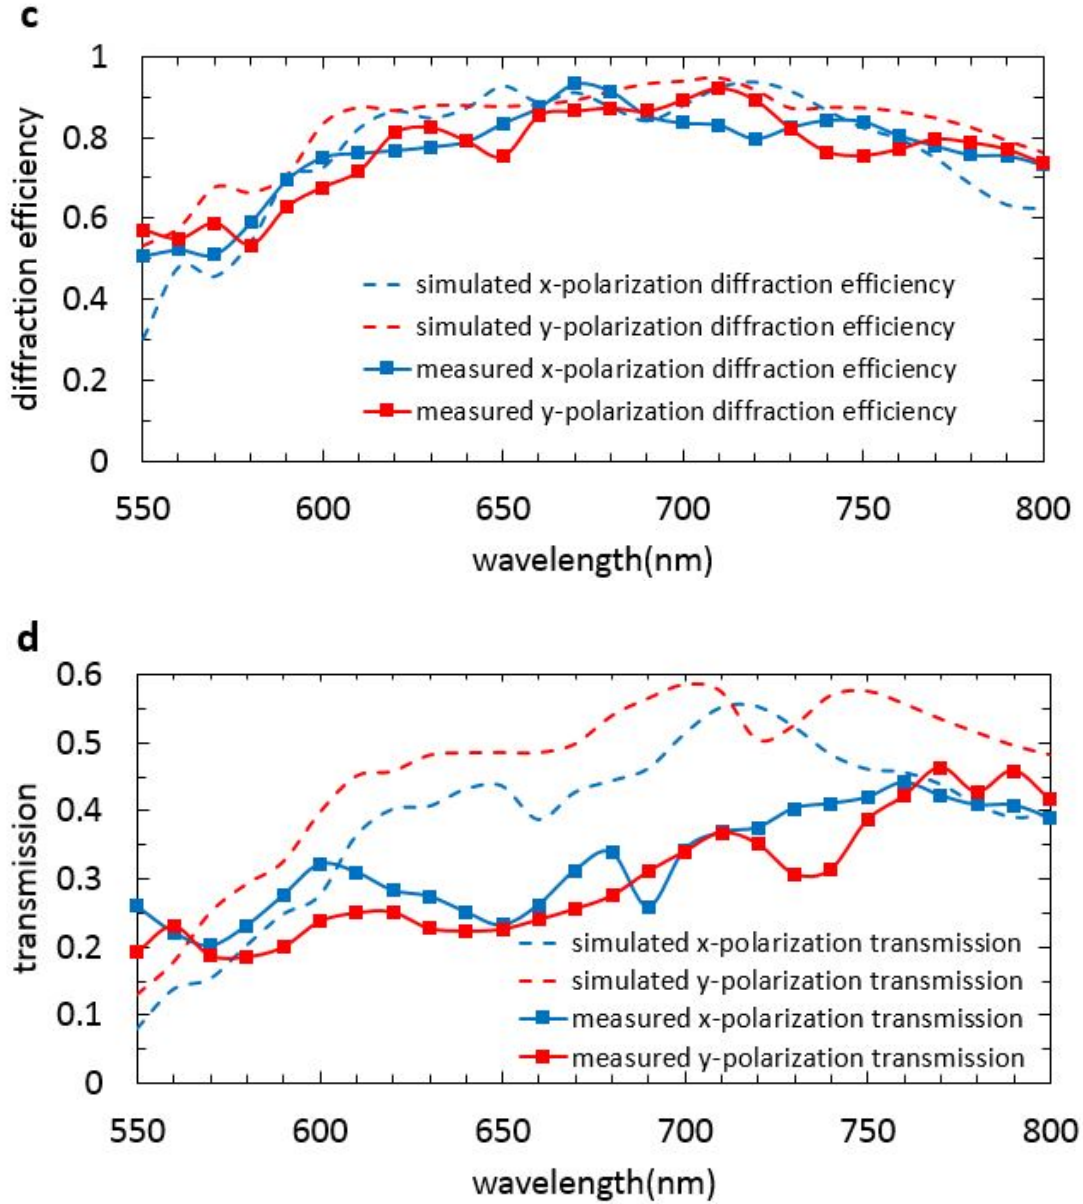 c
1
0.8
0.6
0.4
0.2
0
diffraction efficiency
simulated x-polarization diffraction efficiency
simulated y-polarization diffraction efficiency
measured x-polarization diffraction efficiency
measured y-polarization diffraction efficiency
550 600 650 700 750 800
wavelength(nm)
d
0.6
0.5
0.4
0.3
0.2
0.1
0
transmission
simulated x-polarization transmission
simulated y-polarization transmission
measured x-polarization transmission
measured y-polarization transmission
550 600 650 700 750 800
wavelength(nm)